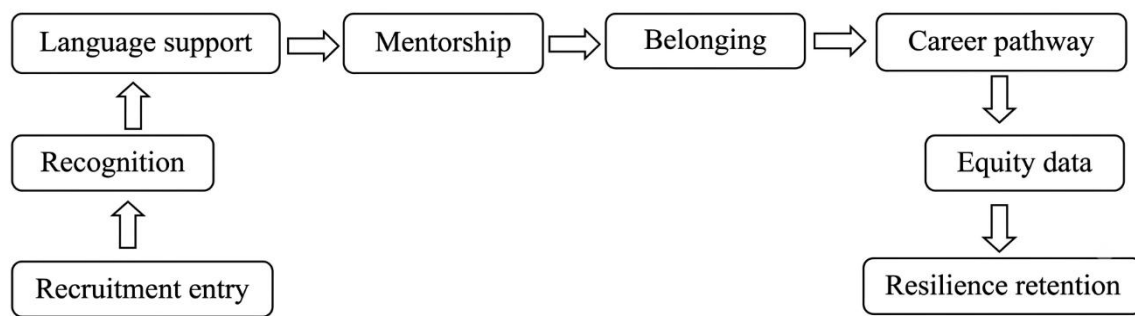 Language support
Mentorship
Belonging
Career pathway
Recognition
Equity data
Recruitment entry
Resilience retention